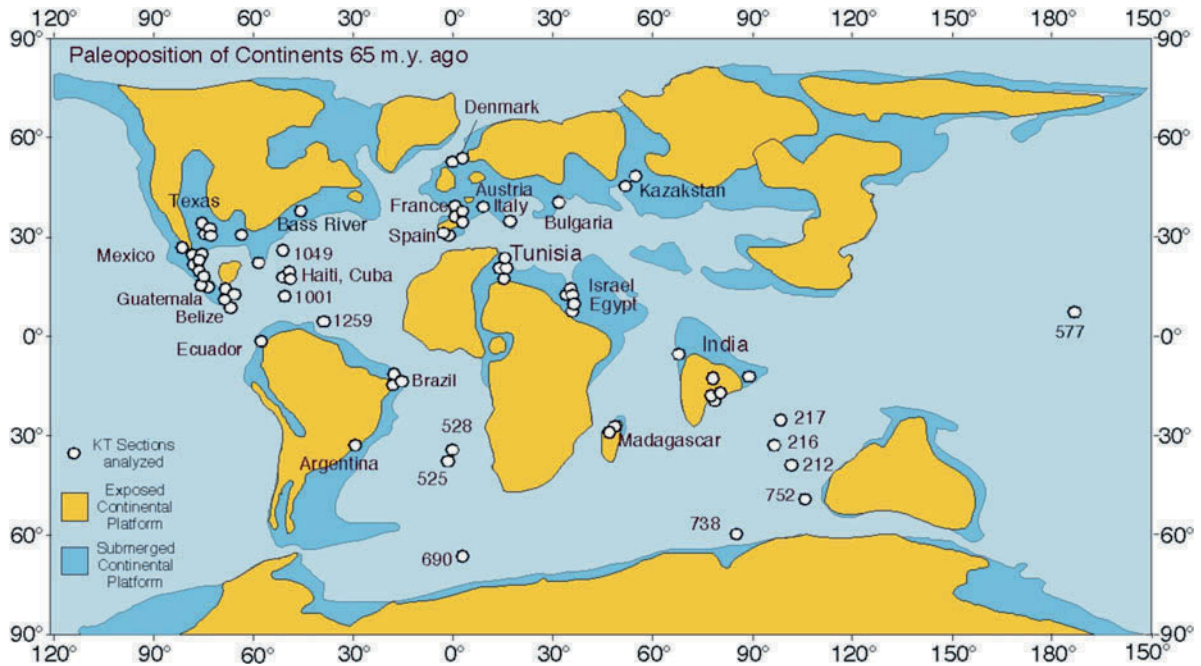 120° 90° 60° 30° 0° 30° 60° 90° 120° 150° 180° 150°
90° 90°
Paleoposition of Continents 65 m.y. ago
Denmark
60° 60°
Texas
Austria
Kazakstan
France Italy
Bass River
Bulgaria
30° Spain 30°
Mexico
1049
Tunisia
Haiti, Cuba
Israel
Guatemala
1001
Egypt
Belize
1259
577
0° 0°
Ecuador
India
Brazil
528
217
30° 30°
Madagascar
216
KT Sections
analyzed
Argentina
212
525
752
Exposed
Continental
Platform
738
60° 60°
Submerged
Continental
Platform
690
90° 90°
120° 90° 60° 30° 0° 30° 60° 90° 120° 150° 180° 150°